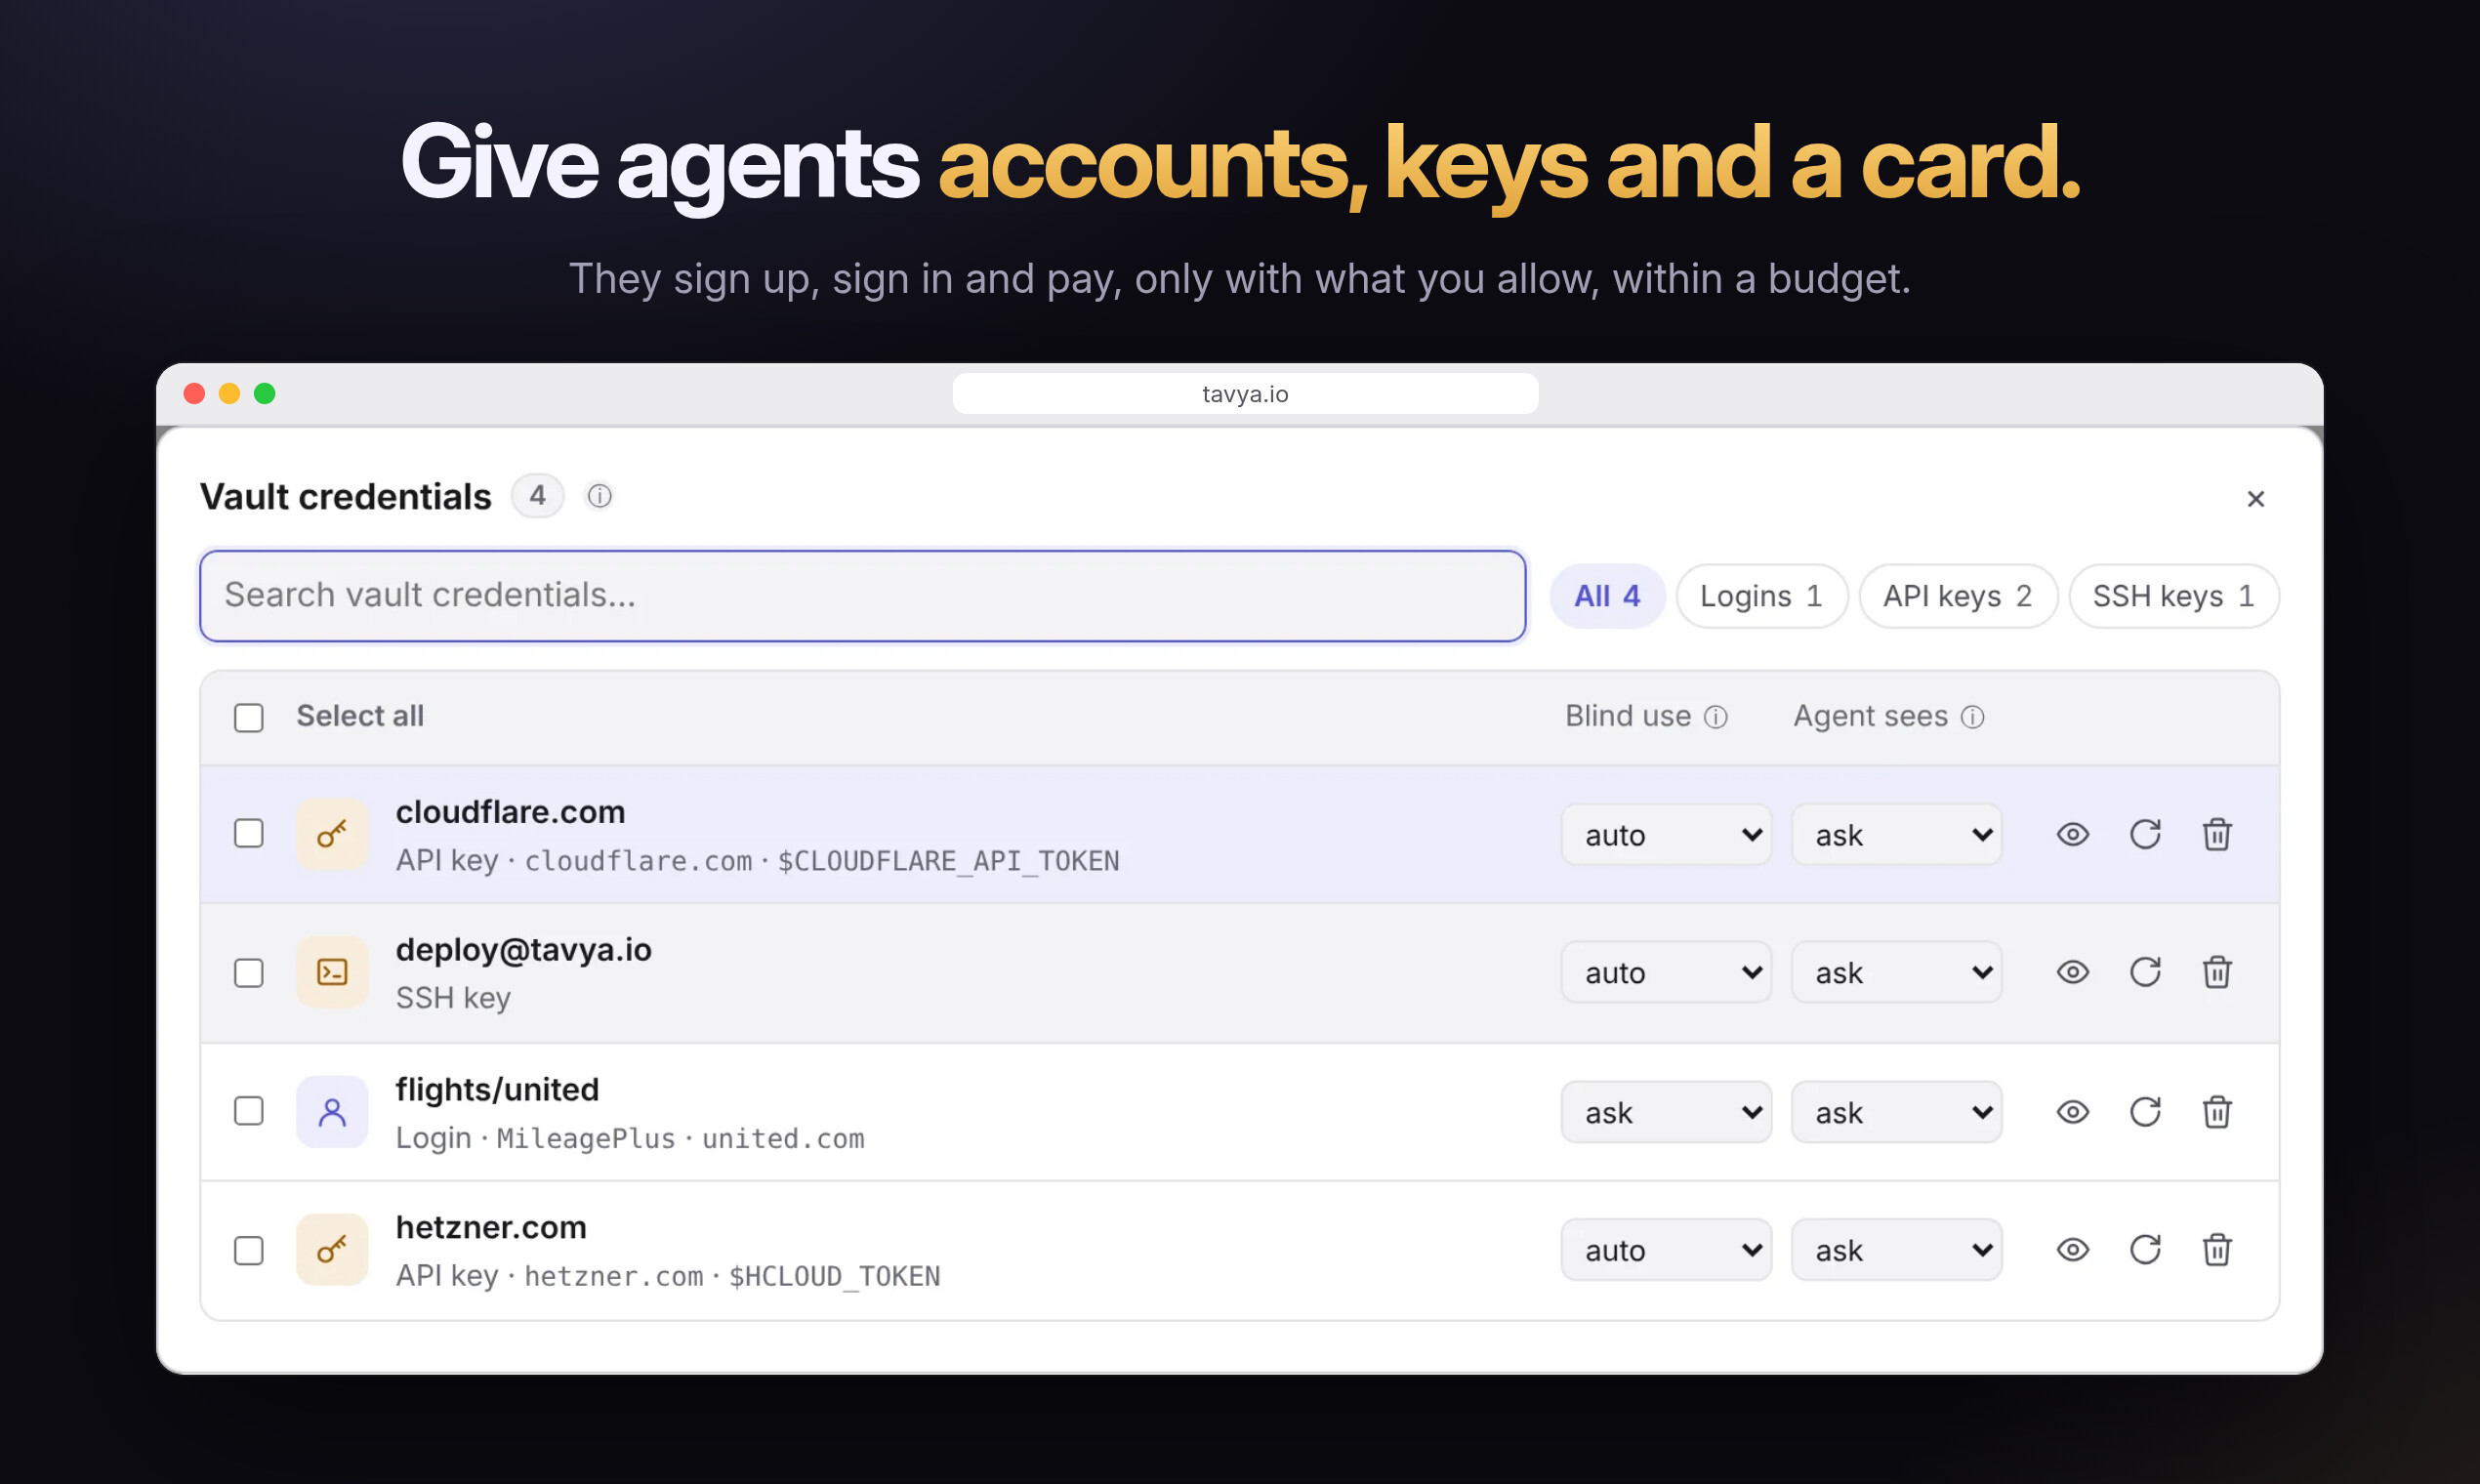 Give agents accounts, keys and a card.
They sign up, sign in and pay, only with what you allow, within a budget.
tavya.io
Vault credentials 4
Search vault credentials...
All 4 Logins 1 API keys 2 SSH keys 1
Select all Blind use Agent sees
cloudflare.com
API key · cloudflare.com · $CLOUDFLARE_API_TOKEN
auto ask
deploy@tavya.io
SSH key
auto ask
flights/united
Login · MileagePlus · united.com
ask ask
hetzner.com
API key · hetzner.com · $HCLOUD_TOKEN
auto ask